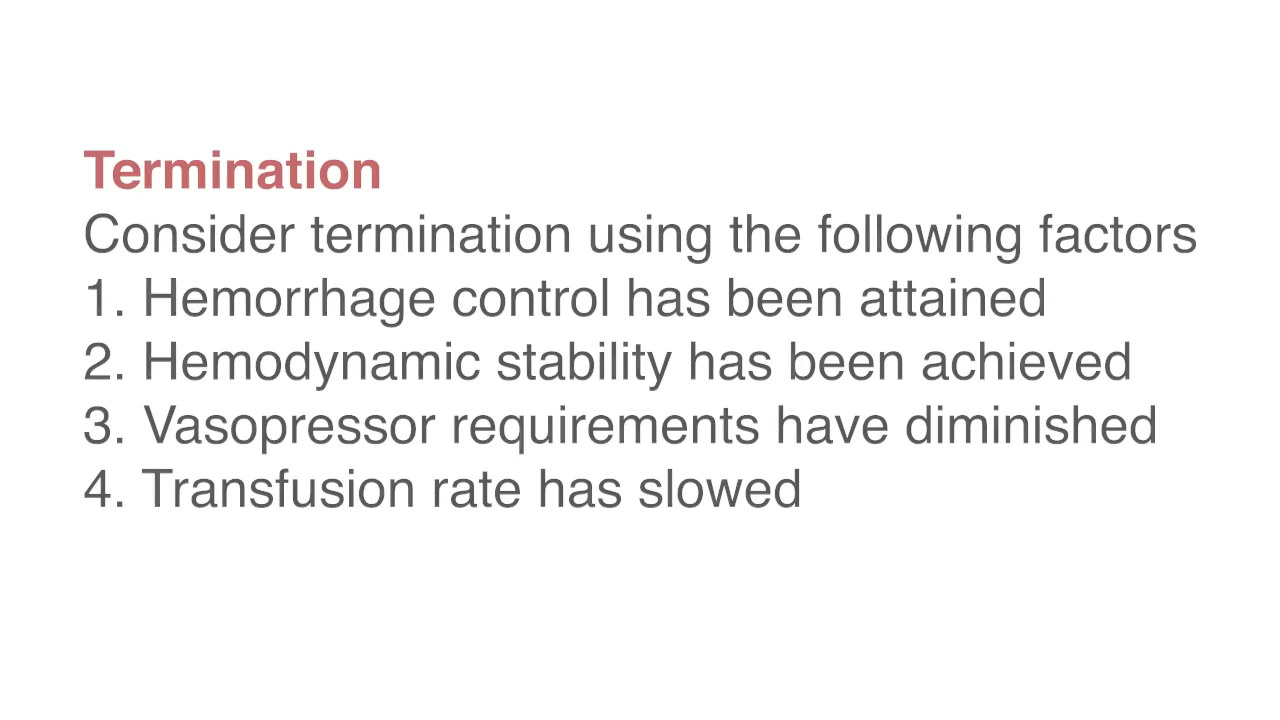 Termination
Consider termination using the following factors
1. Hemorrhage control has been attained
2. Hemodynamic stability has been achieved
3. Vasopressor requirements have diminished
4. Transfusion rate has slowed